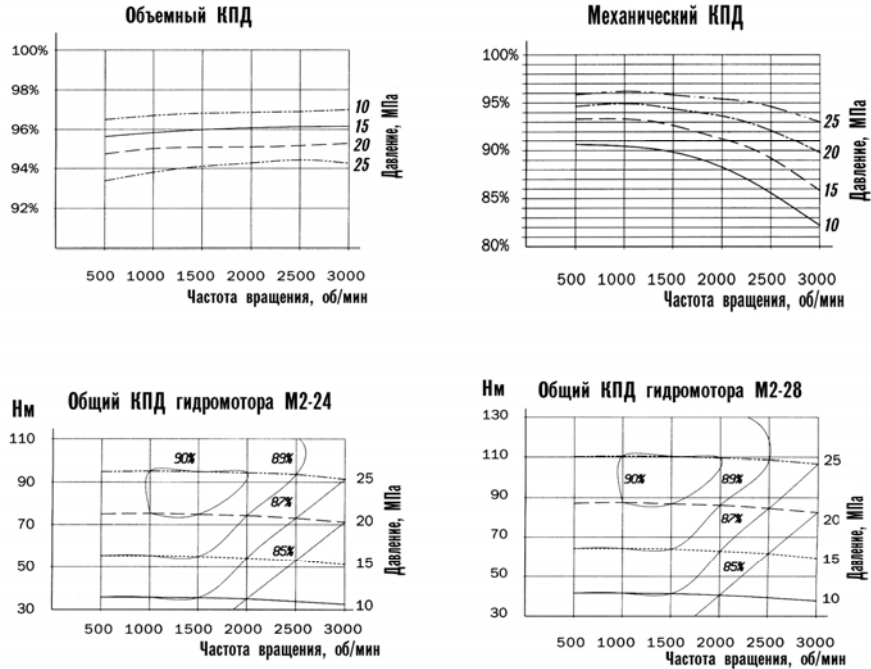 Объемный КПД
100%
98%
96%
94%
92%
10
15
20
25
Давление, МПа
500 1000 1500 2000 2500 3000
Частота вращения, об/мин
Механический КПД
100%
95%
90%
85%
80%
25
20
15
10
Давление, МПа
500 1000 1500 2000 2500 3000
Частота вращения, об/мин
Нм
Общий КПД гидромотора М2-24
110
90
70
50
30
90%
89%
87%
85%
25
20
15
10
Давление, МПа
500 1000 1500 2000 2500 3000
Частота вращения, об/мин
Нм
Общий КПД гидромотора М2-28
130
110
90
70
50
30
90%
89%
87%
85%
25
20
15
10
Давление, МПа
500 1000 1500 2000 2500 3000
Частота вращения, об/мин